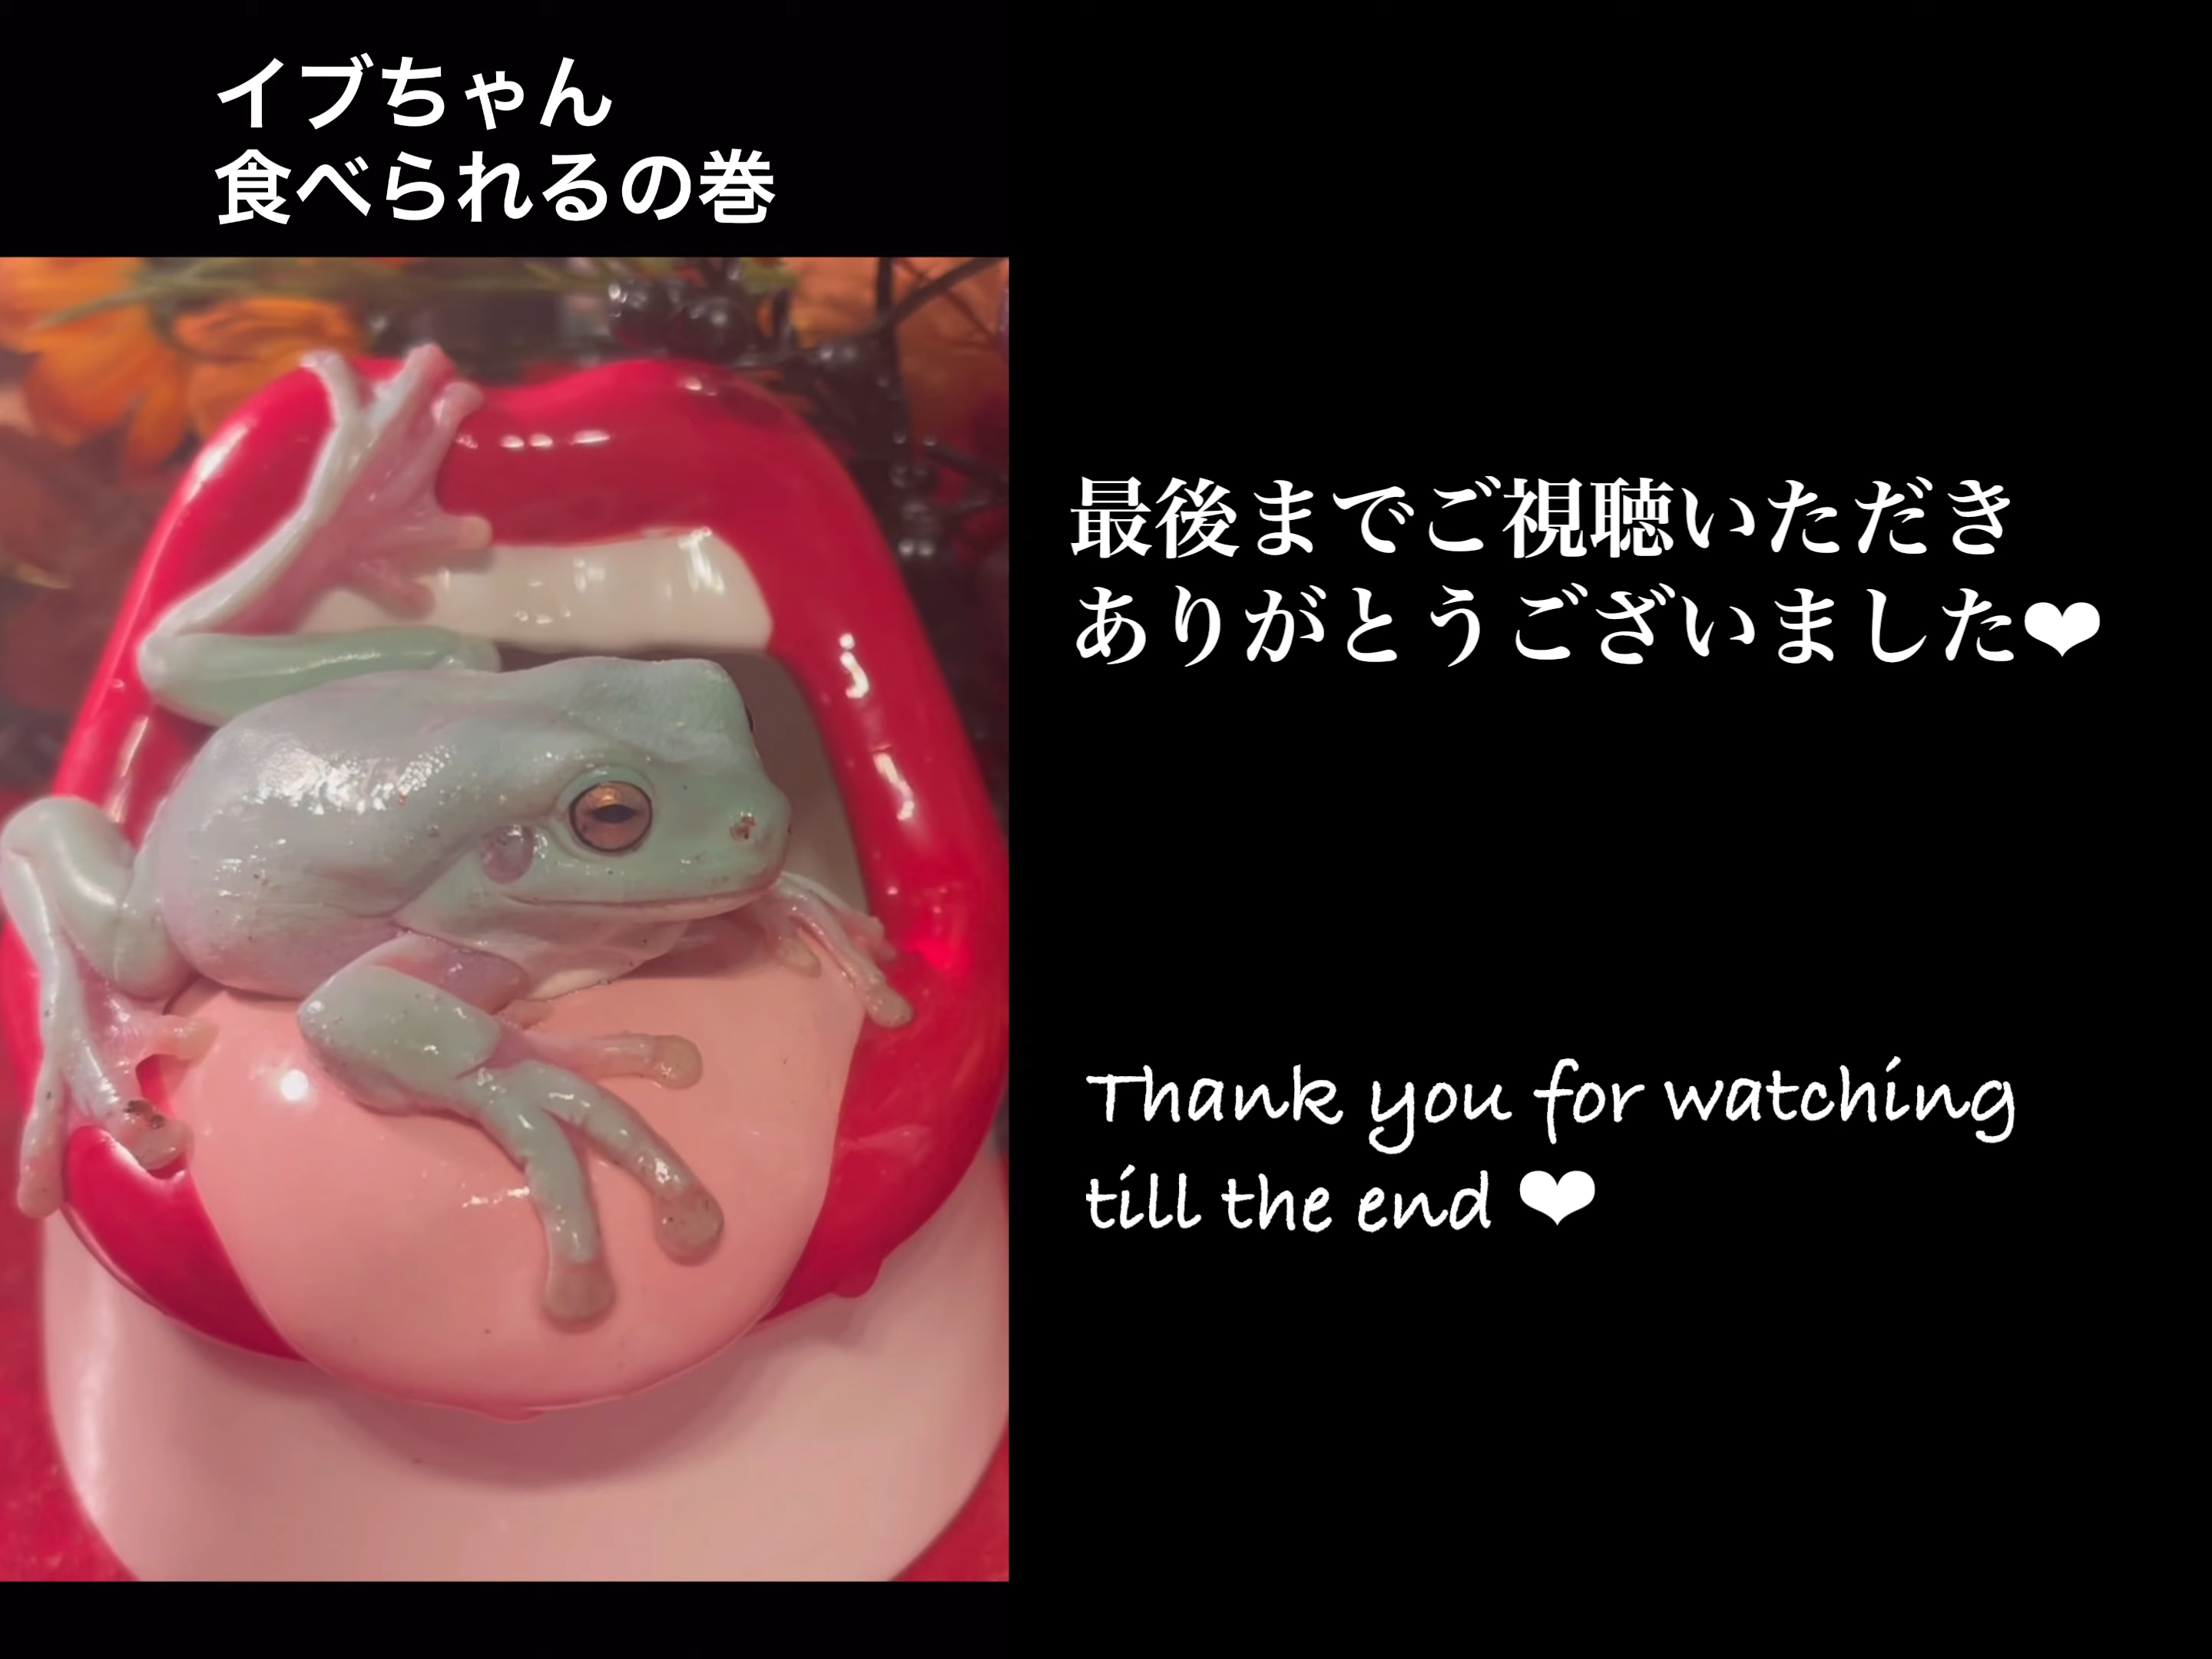 イブちゃん
食べられるの巻
最後までご視聴いただき
ありがとうございました❤
Thank you for watching
till the end ❤